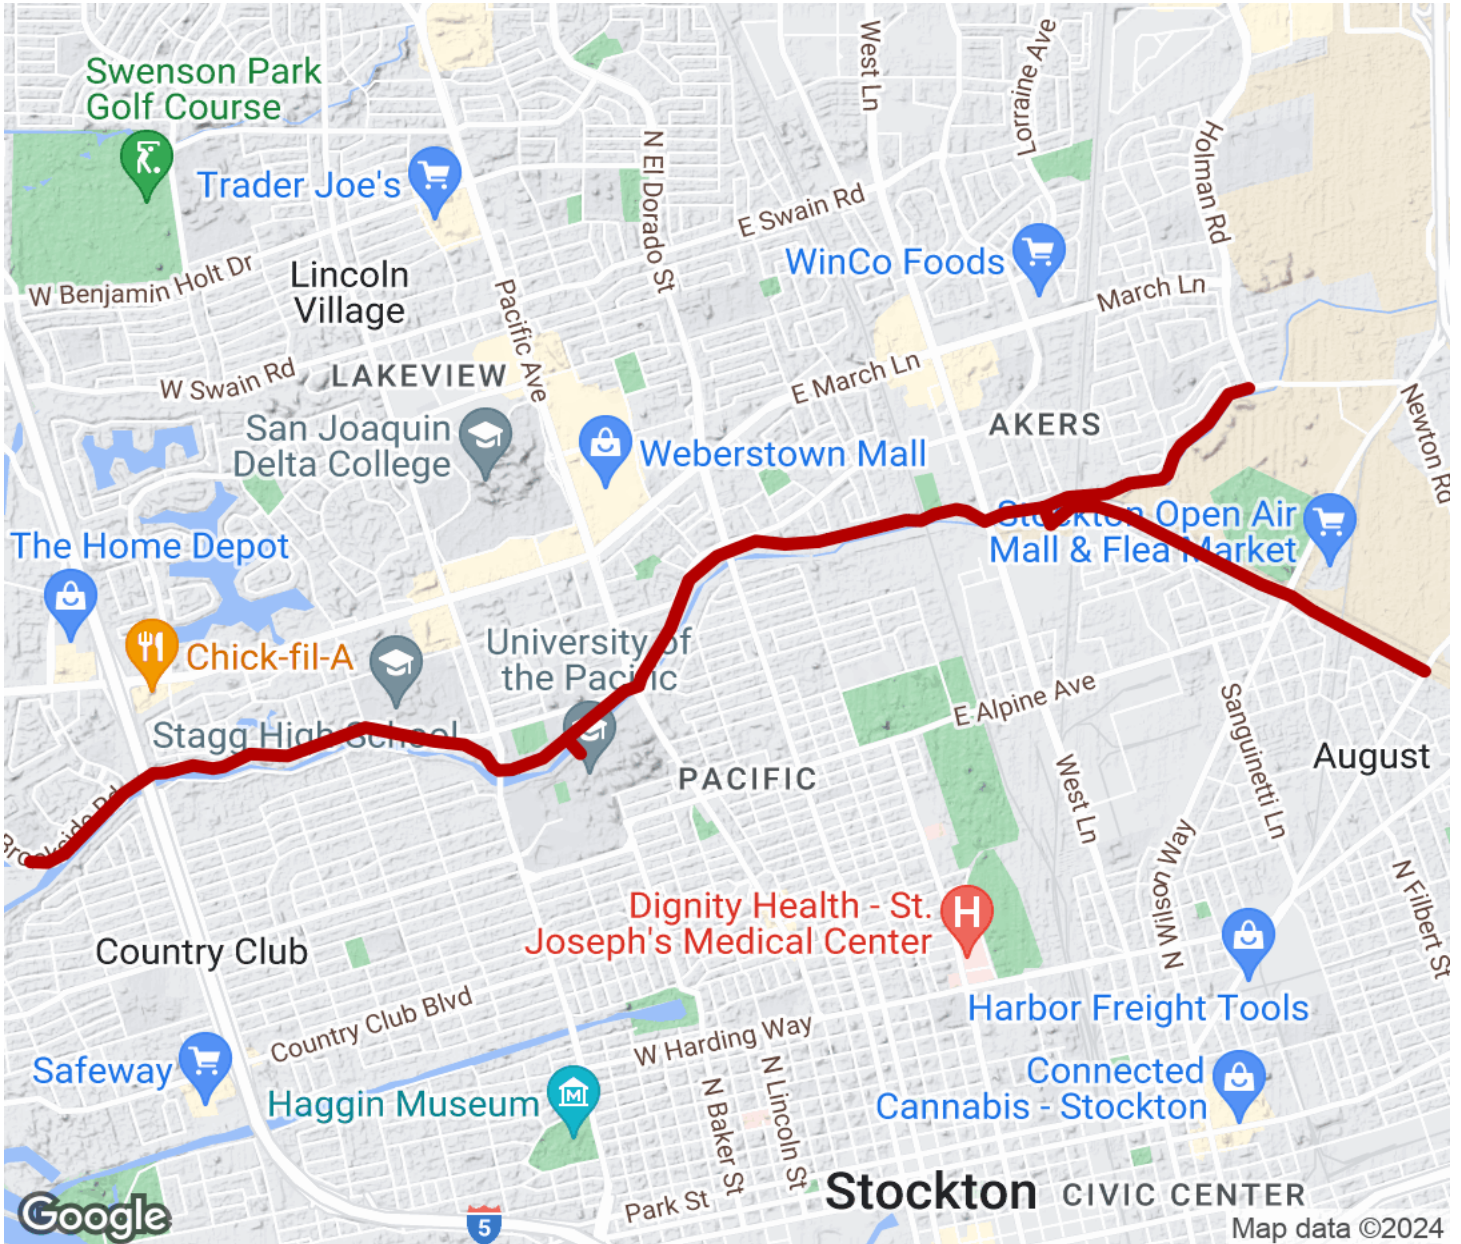 West Ln
Lorraine Ave
Swenson Park
Golf Course
Holman Rd
N El Dorado St
Trader Joe's
E Swain Rd
WinCo Foods
W Benjamin Holt Dr
Lincoln
Village
March Ln
Pacific Ave
W Swain Rd
LAKEVIEW
E March Ln
Newton Rd
AKERS
San Joaquin
Delta College
Weberstown Mall
Stockton Open Air
Mall & Flea Market
The Home Depot
University of
the Pacific
Chick-fil-A
E Alpine Ave
Sanguinetti Ln
Stagg High School
August
PACIFIC
West Ln
Brookside Rd
N Wilson Way
N Filbert St
Dignity Health - St.
Joseph's Medical Center
H
Country Club
Harbor Freight Tools
Country Club Blvd
W Harding Way
Safeway
Haggin Museum
M
N Baker St
N Lincoln St
Connected
Cannabis - Stockton
Stockton
CIVIC CENTER
Park St
Google
5
Map data ©2024